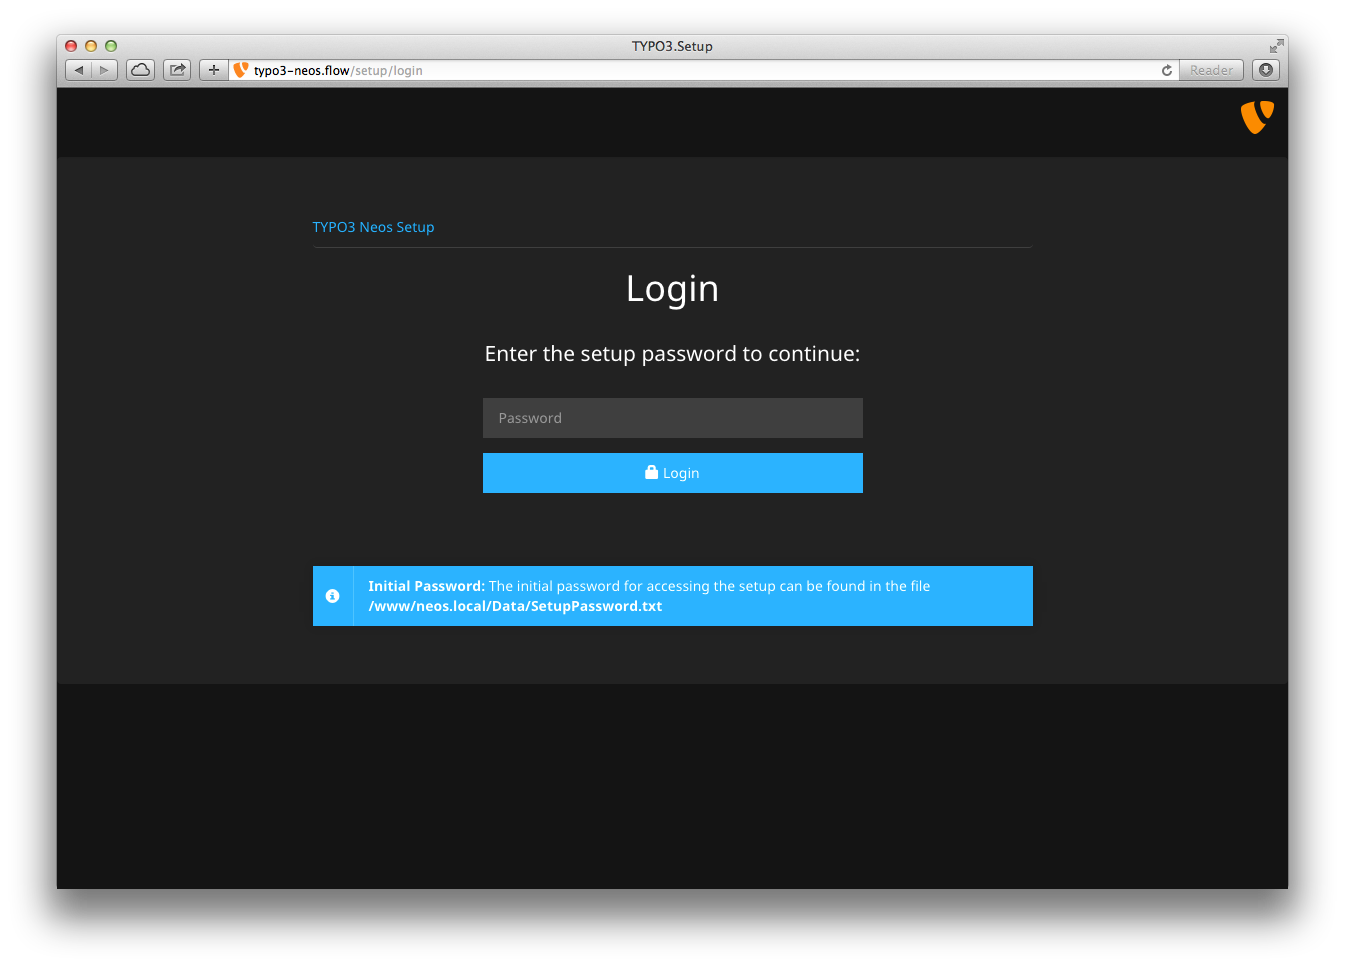 TYPO3.Setup
typo3-neos.flow/setup/login
Reader
TYPO3 Neos Setup
Login
Enter the setup password to continue:
Password
Login
Initial Password: The initial password for accessing the setup can be found in the file
/www/neos.local/Data/SetupPassword.txt